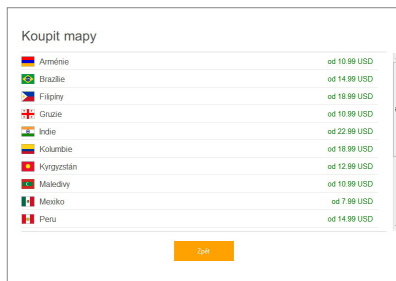 Koupit mapy
Arménie od 10.99 USD
Brazílie od 14.99 USD
Filipíny od 18.99 USD
Gruzie od 10.99 USD
Indie od 22.99 USD
Kolumbie od 18.99 USD
Kyrgyzstán od 12.99 USD
Maledivy od 10.99 USD
Mexiko od 7.99 USD
Peru od 14.99 USD
Zpět